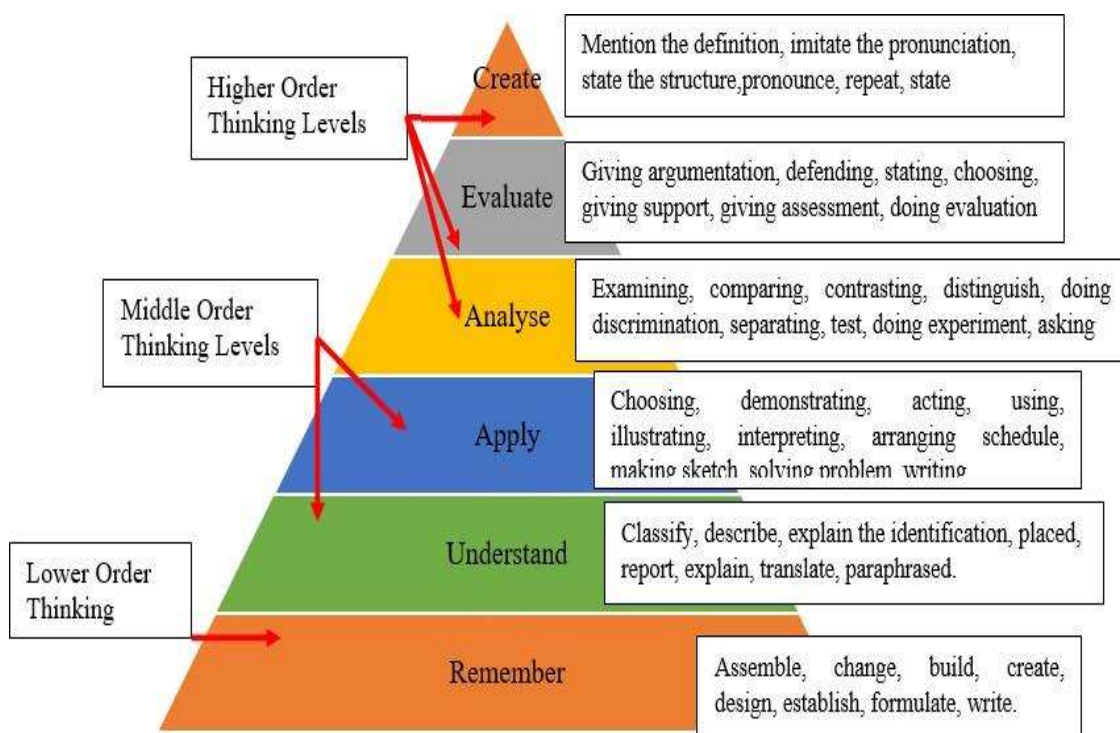 Create
Mention the definition, imitate the pronunciation,
state the structure,pronounce, repeat, state
Higher Order
Thinking Levels
Evaluate
Giving argumentation, defending, stating, choosing,
giving support, giving assessment, doing evaluation
Analyse
Examining, comparing, contrasting, distinguish, doing
discrimination, separating, test, doing experiment, asking
Middle Order
Thinking Levels
Apply
Choosing, demonstrating, acting, using,
illustrating, interpreting, arranging schedule,
making sketch, solving problem, writing
Understand
Classify, describe, explain the identification, placed,
report, explain, translate, paraphrased.
Lower Order
Thinking
Remember
Assemble, change, build, create,
design, establish, formulate, write.